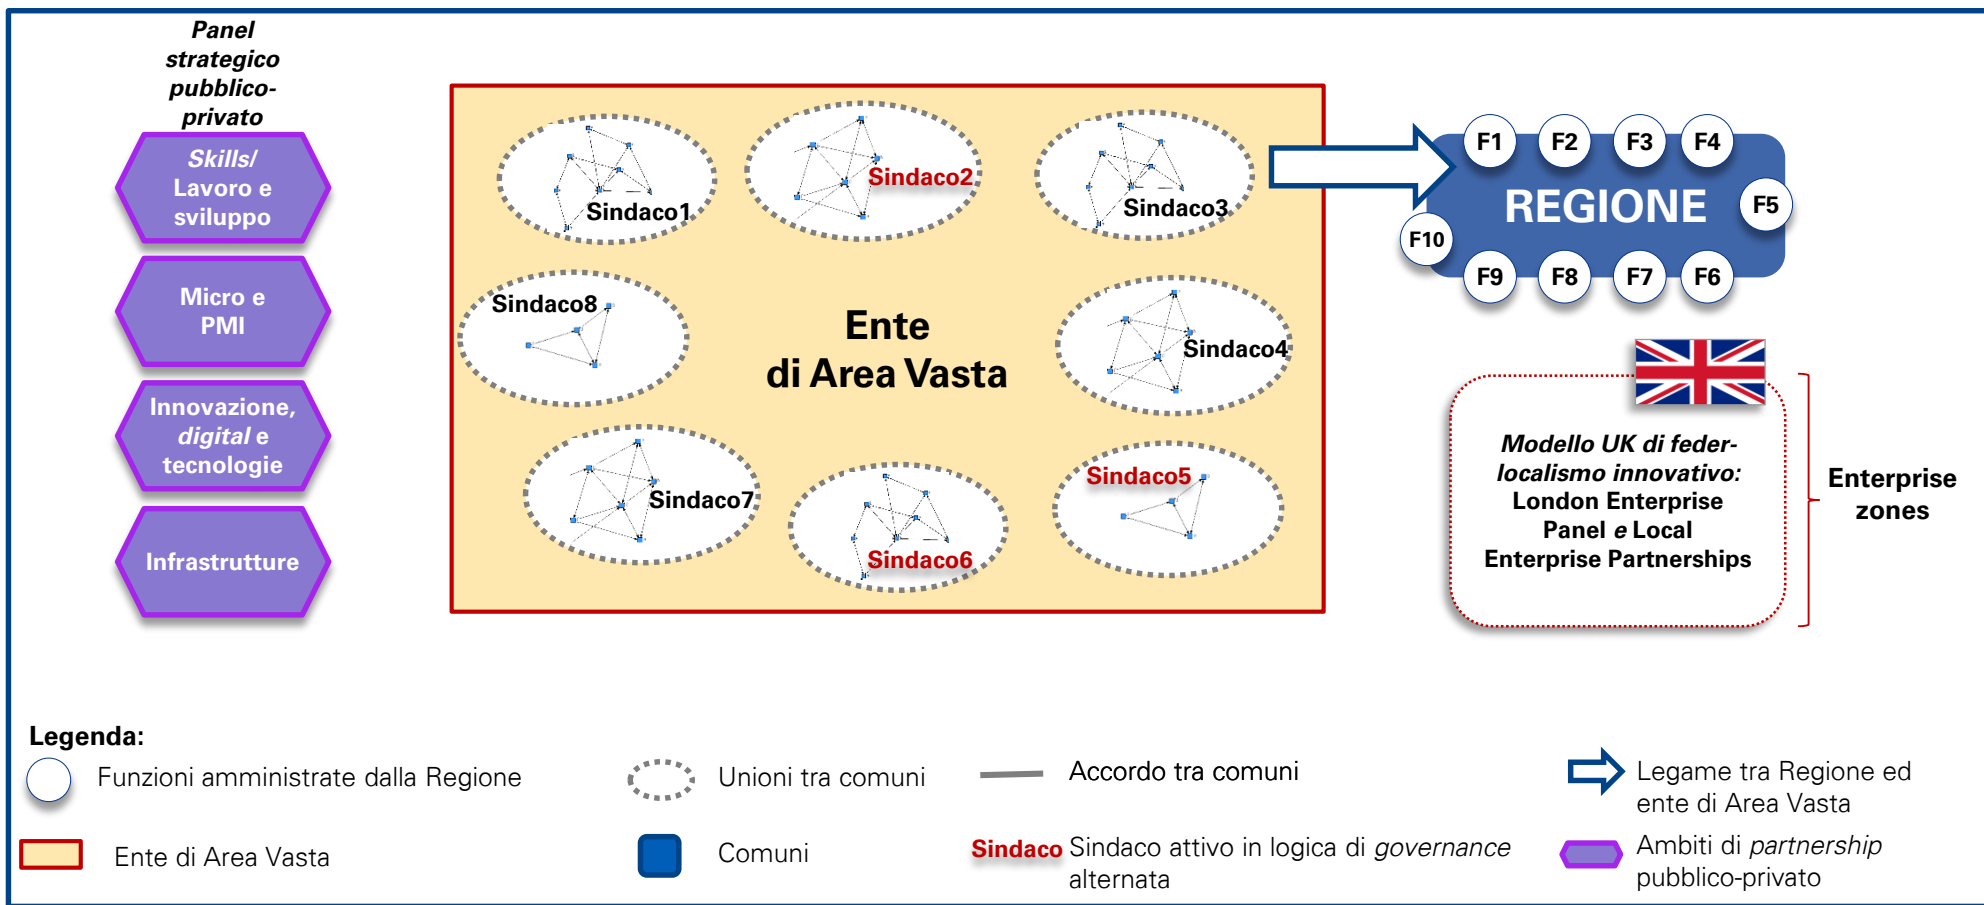 Panel
strategico
pubblico-
privato
Skills/
Lavoro e
sviluppo
Micro e
PMI
Innovazione,
digital e
tecnologie
Infrastrutture
Sindaco1
Sindaco2
Sindaco3
Sindaco8
Ente
di Area Vasta
Sindaco4
Sindaco7
Sindaco6
Sindaco5
F1
F2
F3
F4
REGIONE
F5
F10
F9
F8
F7
F6
Modello UK di feder-
localismo innovativo:
London Enterprise
Panel e Local
Enterprise Partnerships
Enterprise
zones
Legenda:
Funzioni amministrate dalla Regione
Unioni tra comuni
Accordo tra comuni
Legame tra Regione ed
ente di Area Vasta
Ente di Area Vasta
Comuni
Sindaco Sindaco attivo in logica di governance
alternata
Ambiti di partnership
pubblico-privato